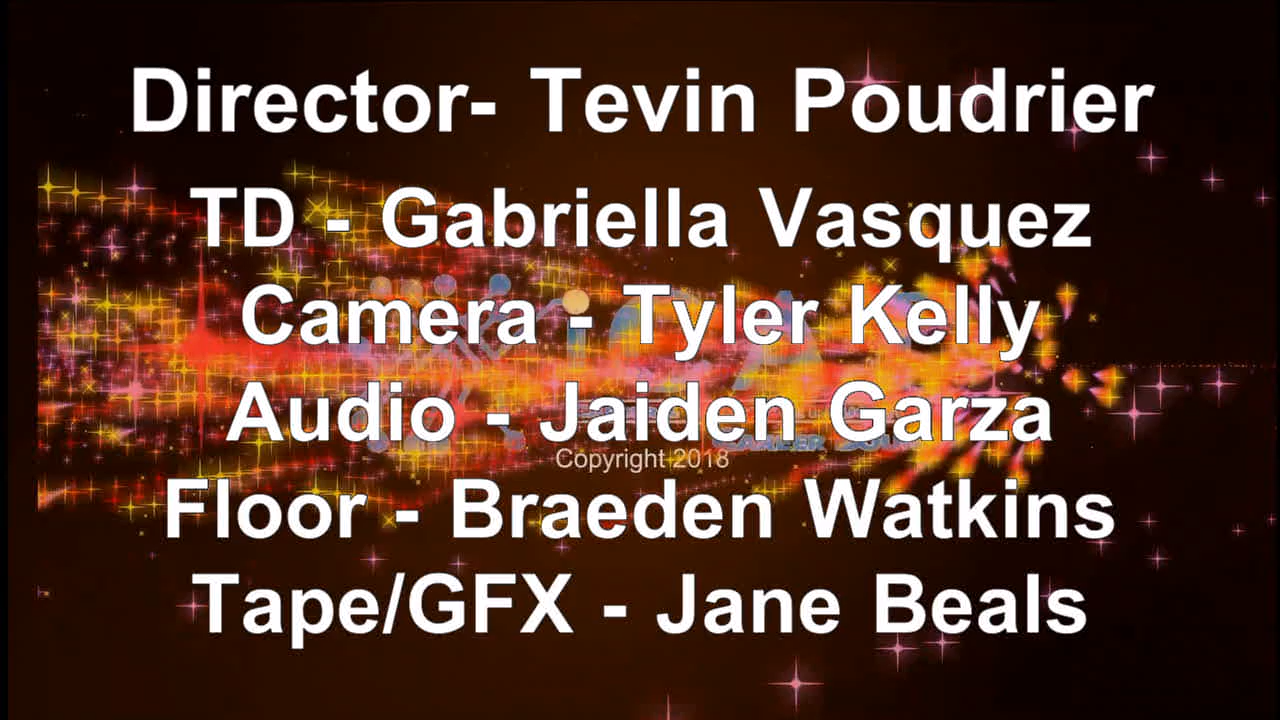 Director- Tevin Poudrier
TD - Gabriella Vasquez
Camera - Tyler Kelly
Audio - Jaiden Garza
Copyright 2018
Floor - Braeden Watkins
Tape/GFX - Jane Beals